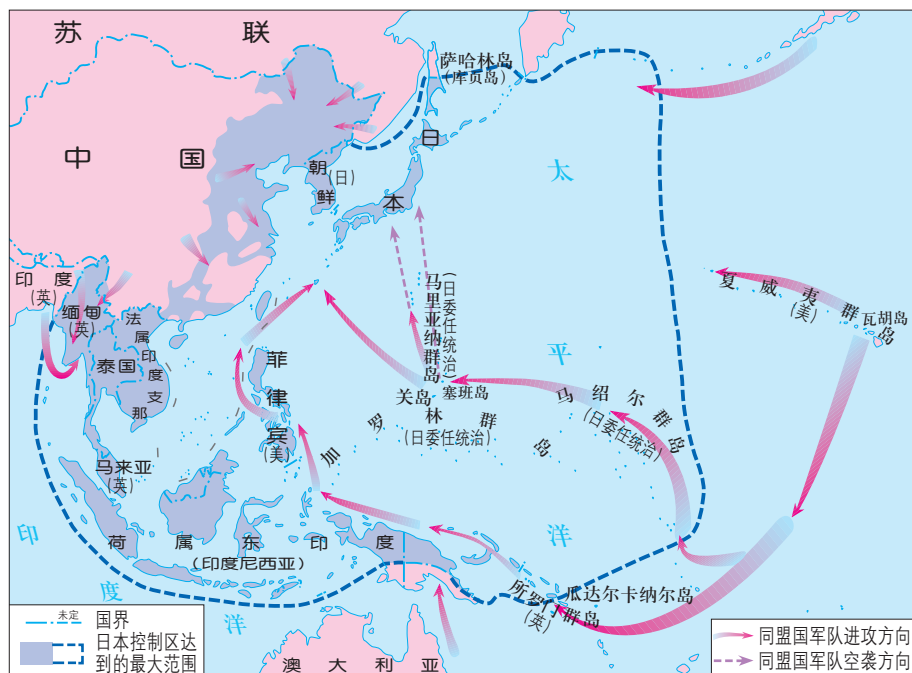 苏联
萨哈林岛
(库页岛)
中国
日本
朝鲜
(日)
太平洋
印度
(英)
缅甸
(英)
法属印度支那
泰国
马里亚纳群岛
(日委任统治)
夏威夷群岛
(美)
瓦胡岛
菲律宾
(美)
关岛
塞班岛
加罗林群岛
(日委任统治)
马绍尔群岛
(日委任统治)
马来亚
(英)
荷属东印度
(印度尼西亚)
印度洋
所罗门群岛
(英)
瓜达尔卡纳尔岛
澳大利亚
未定
国界
日本控制区达
到的最大范围
同盟国军队进攻方向
同盟国军队空袭方向